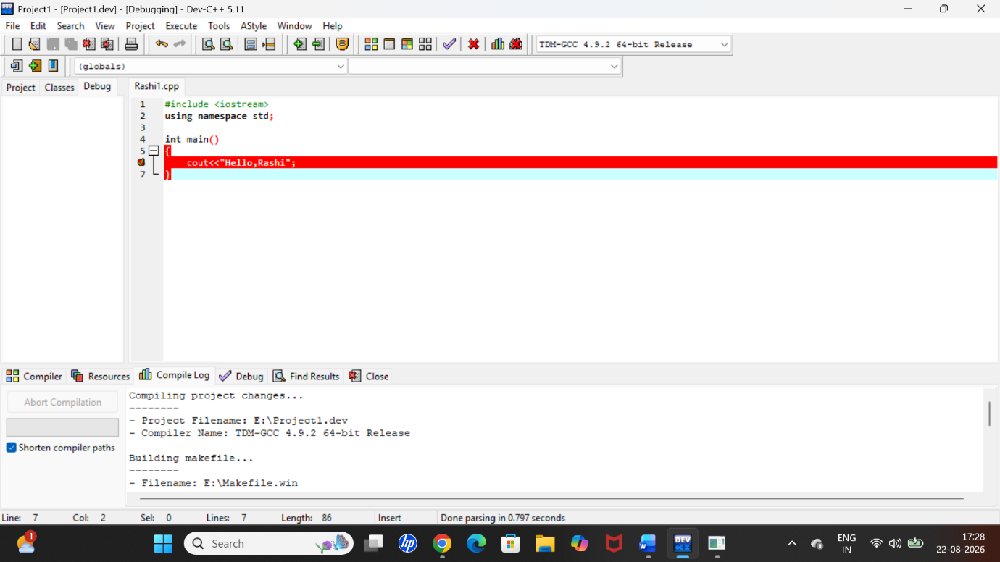 Project1 - [Project1.dev] - [Debugging] - Dev-C++ 5.11
File Edit Search View Project Execute Tools AStyle Window Help
TDM-GCC 4.9.2 64-bit Release
(globals)
Project Classes Debug
Rashi1.cpp
1 #include <iostream>
2 using namespace std;
3
4 int main()
5 {
cout<<"Hello,Rashi";
7 }
Compiler Resources Compile Log Debug Find Results Close
Abort Compilation
Shorten compiler paths
Compiling project changes...
--------
- Project Filename: E:\Project1.dev
- Compiler Name: TDM-GCC 4.9.2 64-bit Release
Building makefile...
--------
- Filename: E:\Makefile.win
Line: 7 Col: 2 Sel: 0 Lines: 7 Length: 86 Insert Done parsing in 0.797 seconds
1
Search
hp
W
DEV
ENG
IN
17:28
22-08-2026